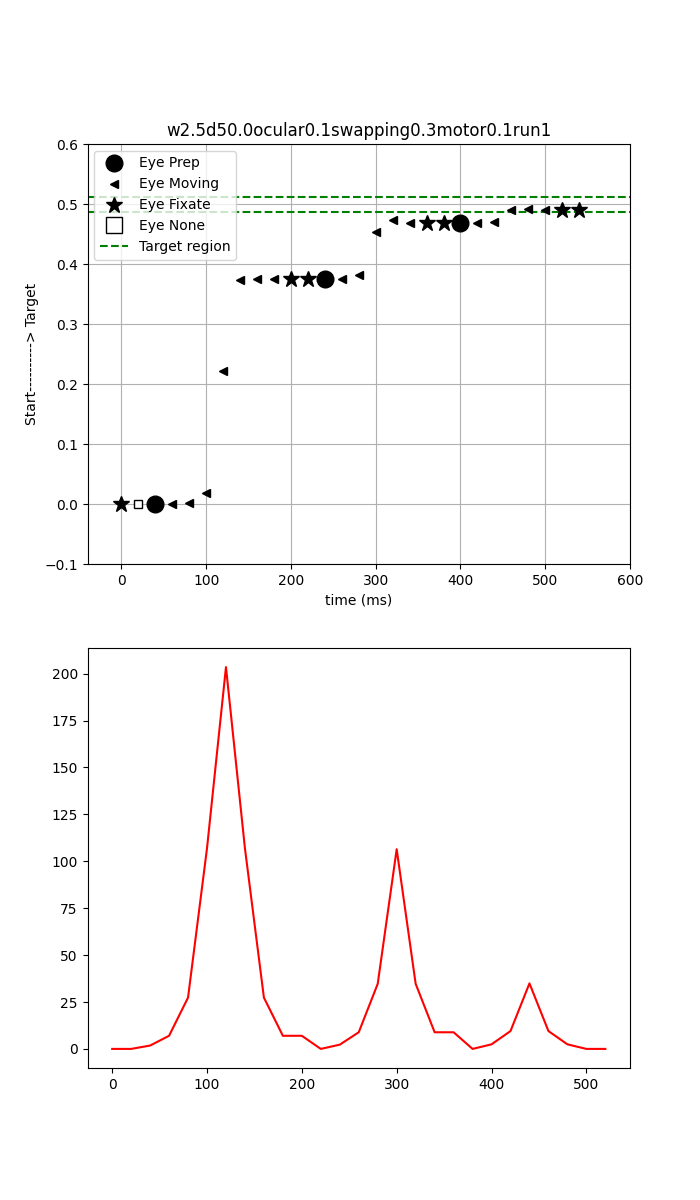 w2.5d50.0ocular0.1swapping0.3motor0.1run1
0.6
0.5
0.4
0.3
0.2
0.1
0.0
−0.1
Start----------> Target
Eye Prep
Eye Moving
Eye Fixate
Eye None
Target region
0 100 200 300 400 500 600
time (ms)
200
175
150
125
100
75
50
25
0
0 100 200 300 400 500